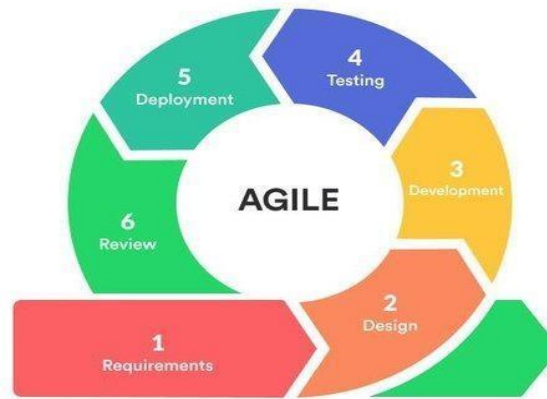 AGILE
1
Requirements
2
Design
3
Development
4
Testing
5
Deployment
6
Review